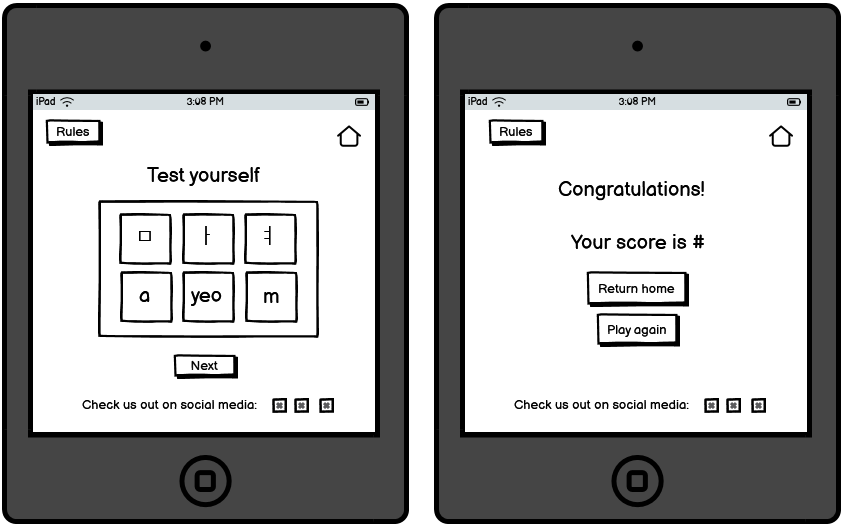 iPad 3:08 PM
Rules
Test yourself
ㅁ ㅏ ㅕ
a yeo m
Next
Check us out on social media:
iPad 3:08 PM
Rules
Congratulations!
Your score is #
Return home
Play again
Check us out on social media: